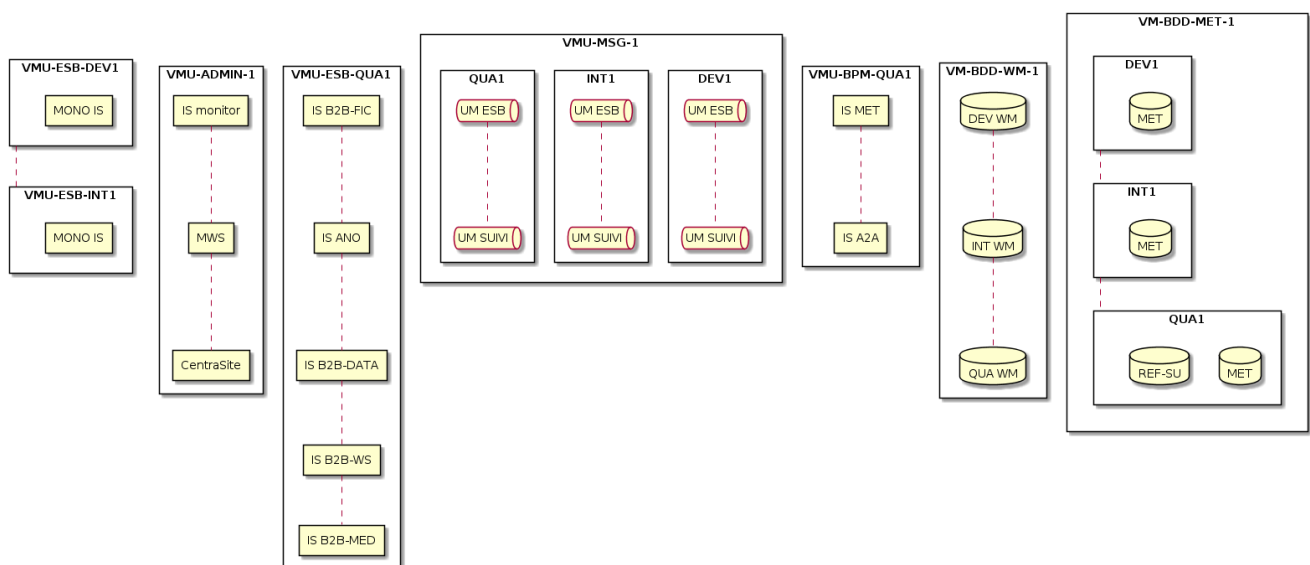 VMU-ESB-DEV1
MONO IS
VMU-ESB-INT1
MONO IS
VMU-ADMIN-1
IS monitor
MWS
CentraSite
VMU-ESB-QUA1
IS B2B-FIC
IS ANO
IS B2B-DATA
IS B2B-WS
IS B2B-MED
VMU-MSG-1
QUA1
UM ESB
UM SUIVI
INT1
UM ESB
UM SUIVI
DEV1
UM ESB
UM SUIVI
VMU-BPM-QUA1
IS MET
IS A2A
VM-BDD-WM-1
DEV WM
INT WM
QUA WM
VM-BDD-MET-1
DEV1
MET
INT1
MET
QUA1
REF-SU
MET